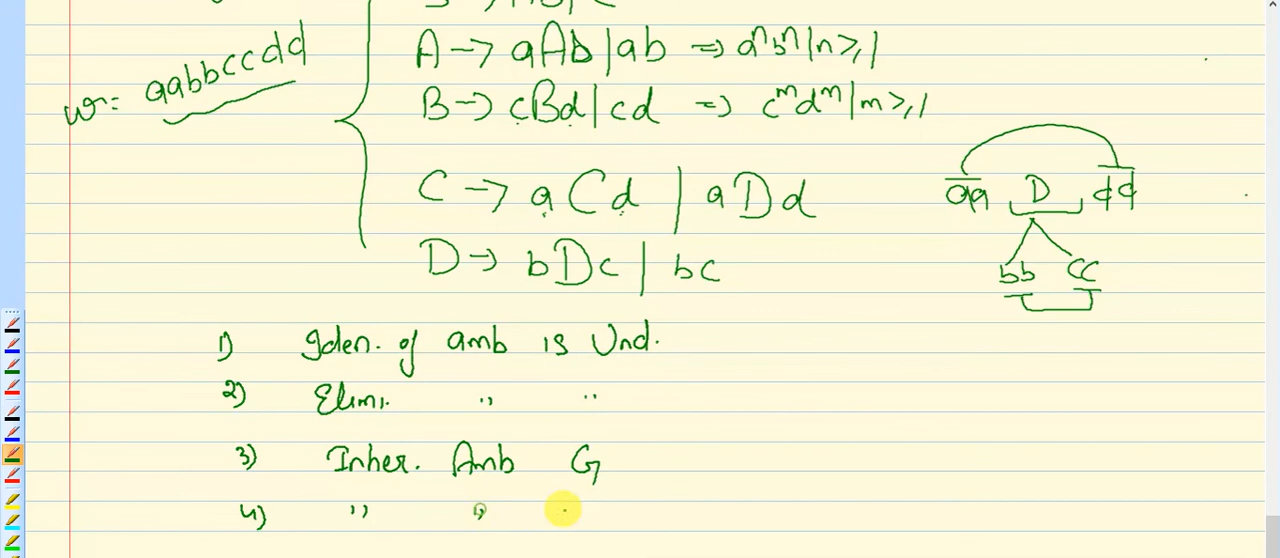 A → aAb | ab ⇒ aⁿbⁿ | n ≥ 1
w = aabbccdd
B → cBd | cd ⇒ cᵐdᵐ | m ≥ 1
C → aCd | aDd
aa D dd
D → bDc | bc
bb cc
1) Iden. of amb is Und.
2) Elimi. " "
3) Inher. Amb G
4) " "